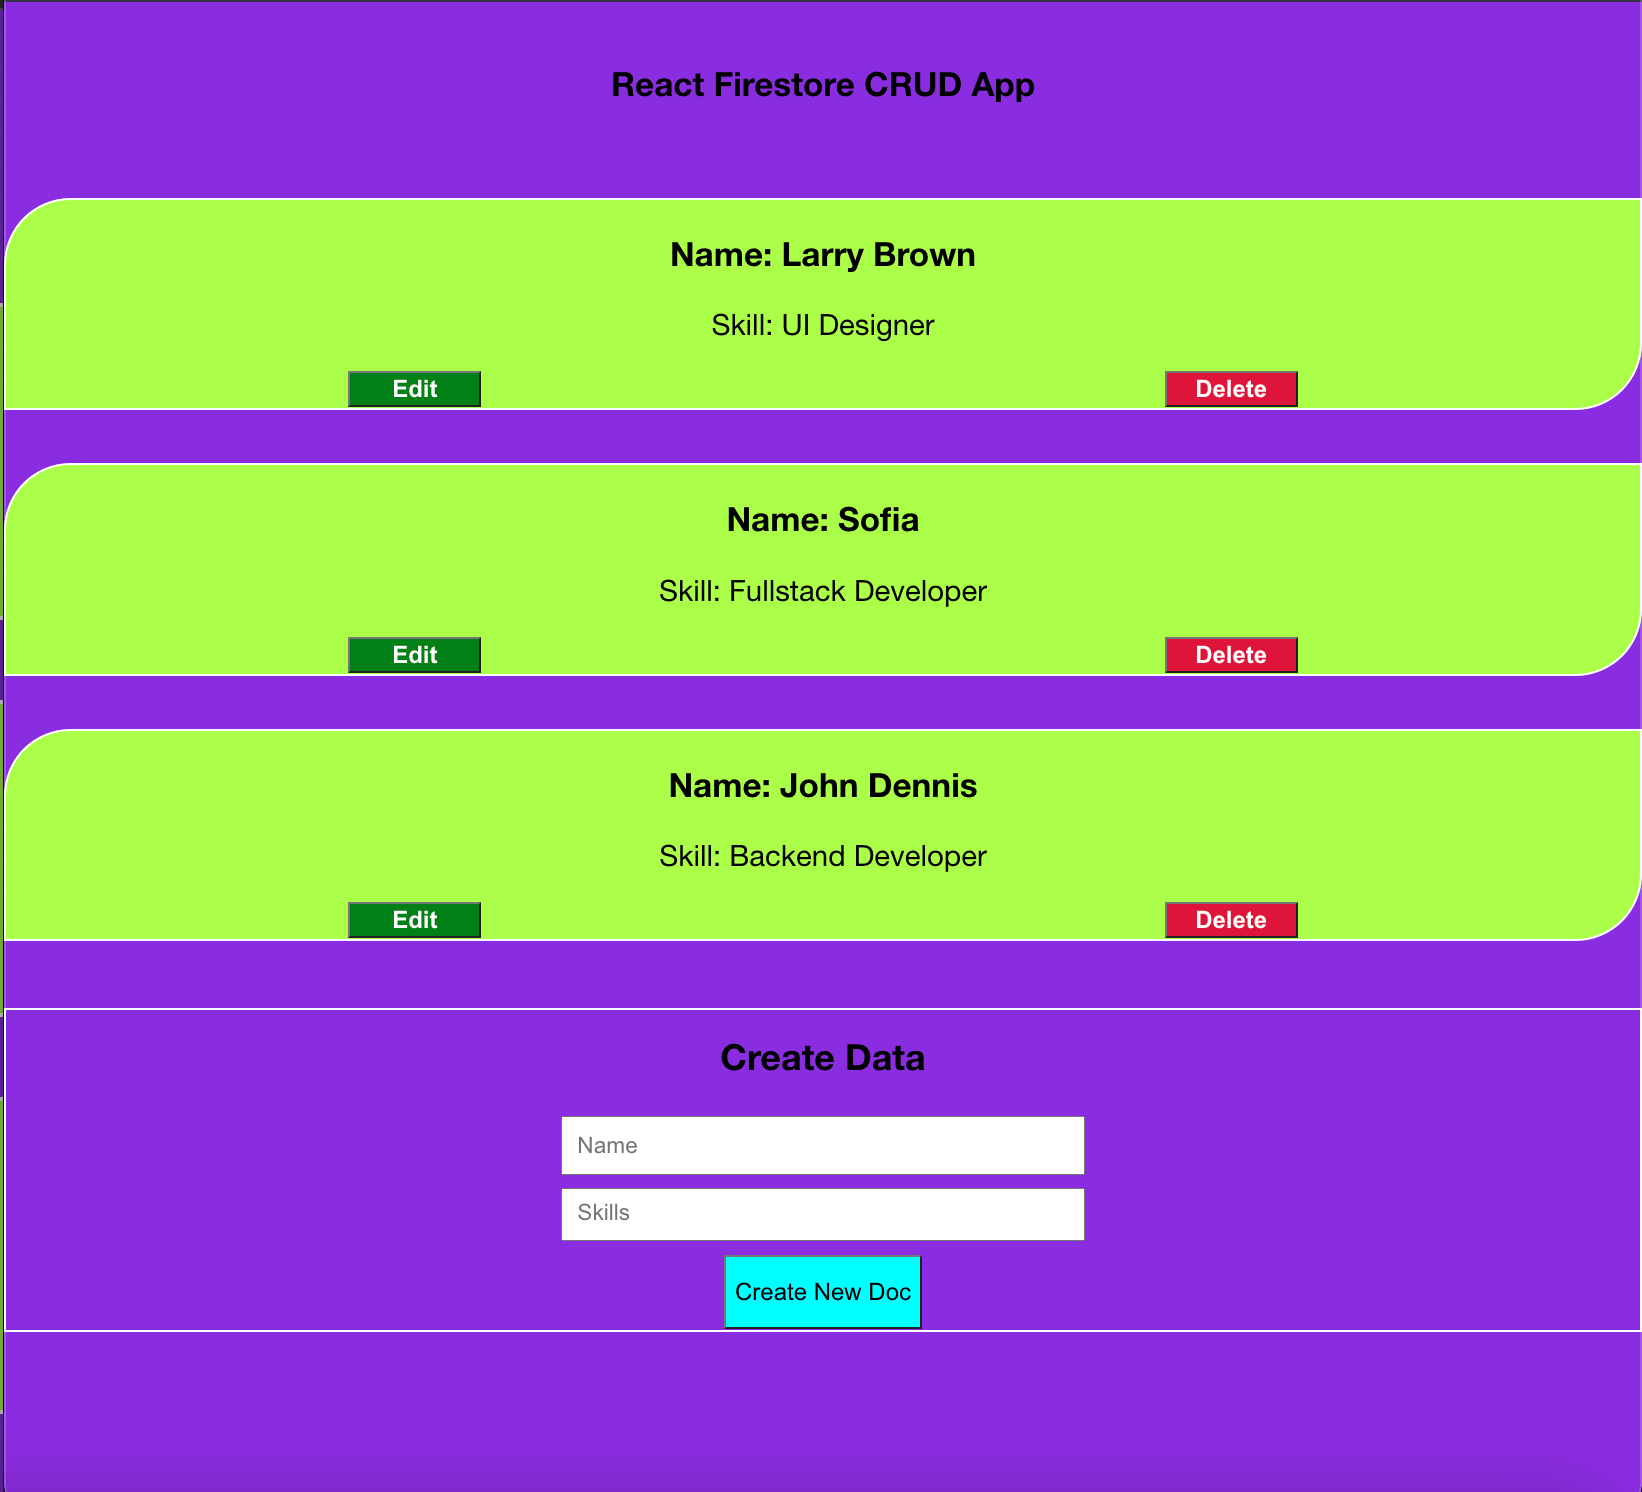 React Firestore CRUD App
Name: Larry Brown
Skill: UI Designer
Edit Delete
Name: Sofia
Skill: Fullstack Developer
Edit Delete
Name: John Dennis
Skill: Backend Developer
Edit Delete
Create Data
Name
Skills
Create New Doc